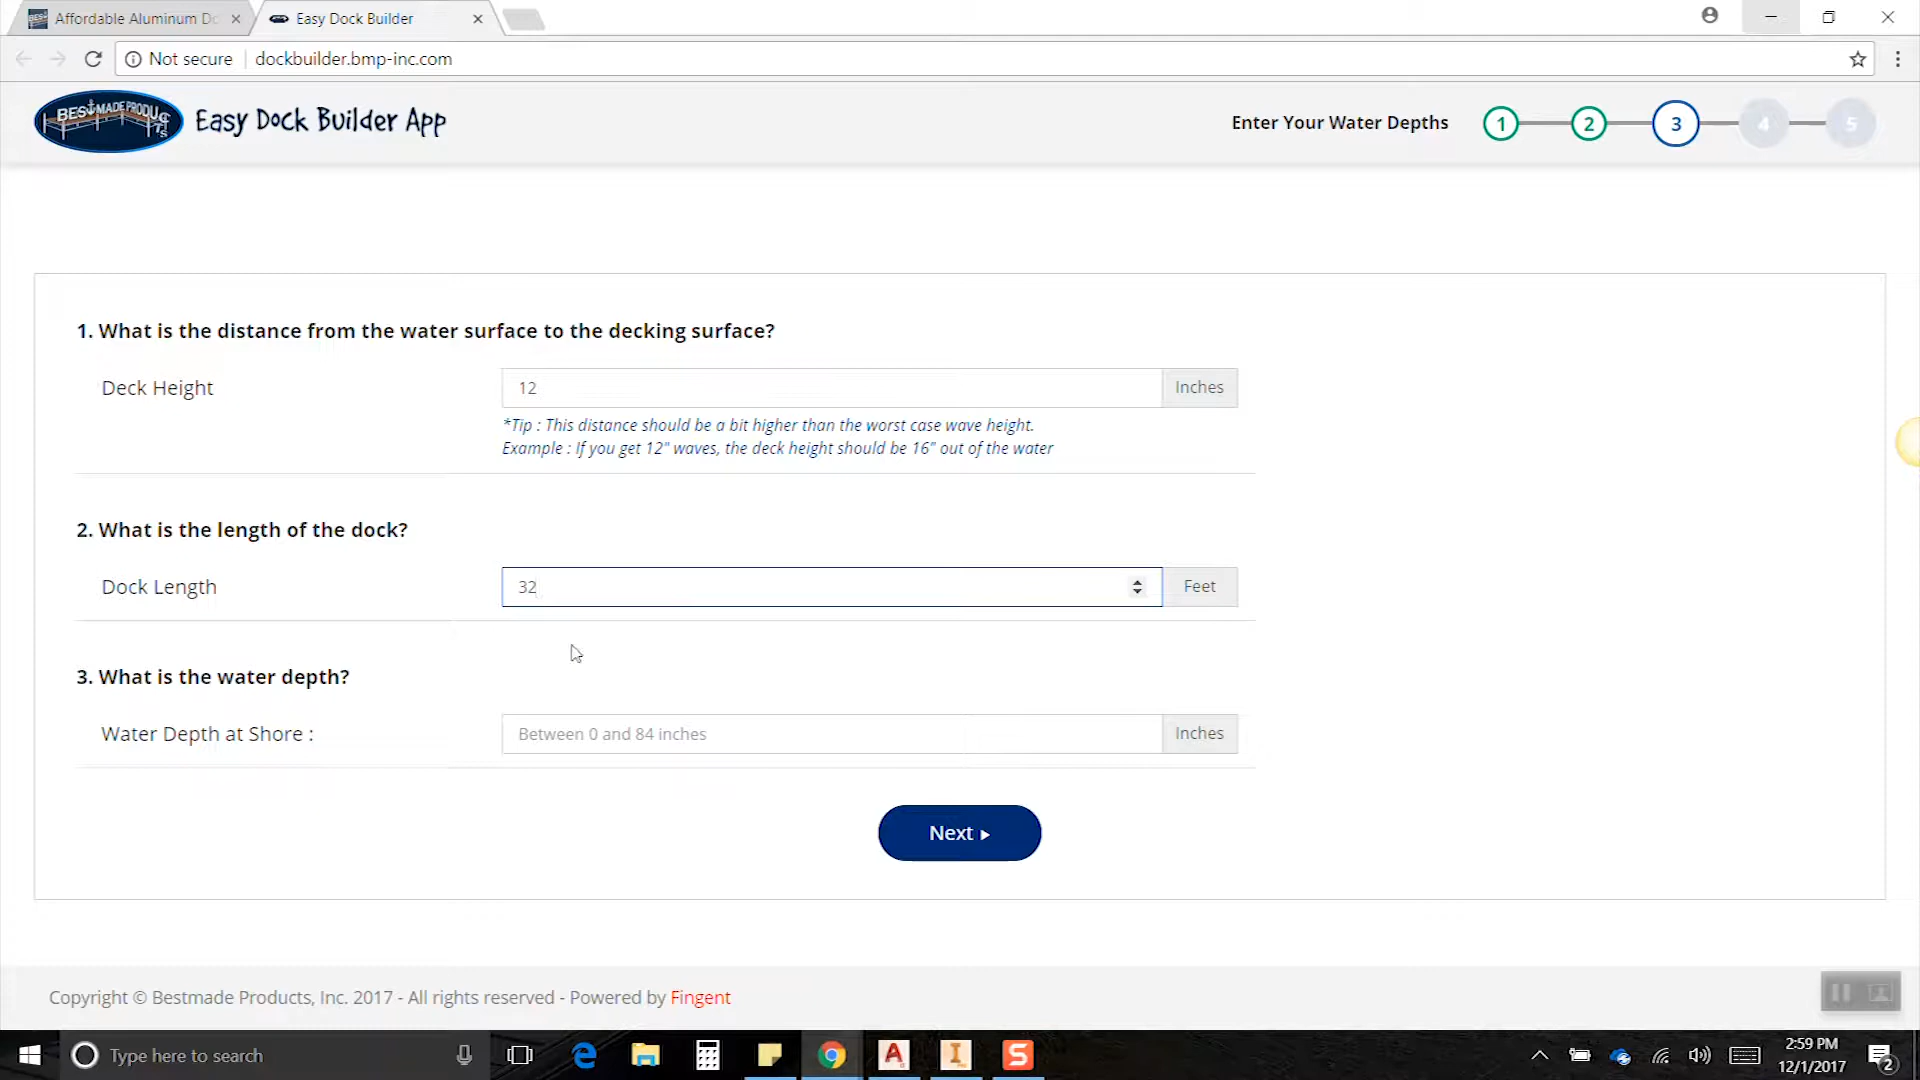 Affordable Aluminum Do
Easy Dock Builder
Not secure
dockbuilder.bmp-inc.com
BESTMADE PRODUCTS
Easy Dock Builder App
Enter Your Water Depths
1
2
3
4
5
1. What is the distance from the water surface to the decking surface?
Deck Height
12
Inches
*Tip : This distance should be a bit higher than the worst case wave height.
Example : If you get 12" waves, the deck height should be 16" out of the water
2. What is the length of the dock?
Dock Length
32
Feet
3. What is the water depth?
Water Depth at Shore :
Between 0 and 84 inches
Inches
Next
Copyright © Bestmade Products, Inc. 2017 - All rights reserved - Powered by Fingent
Type here to search
2:59 PM
12/1/2017
2